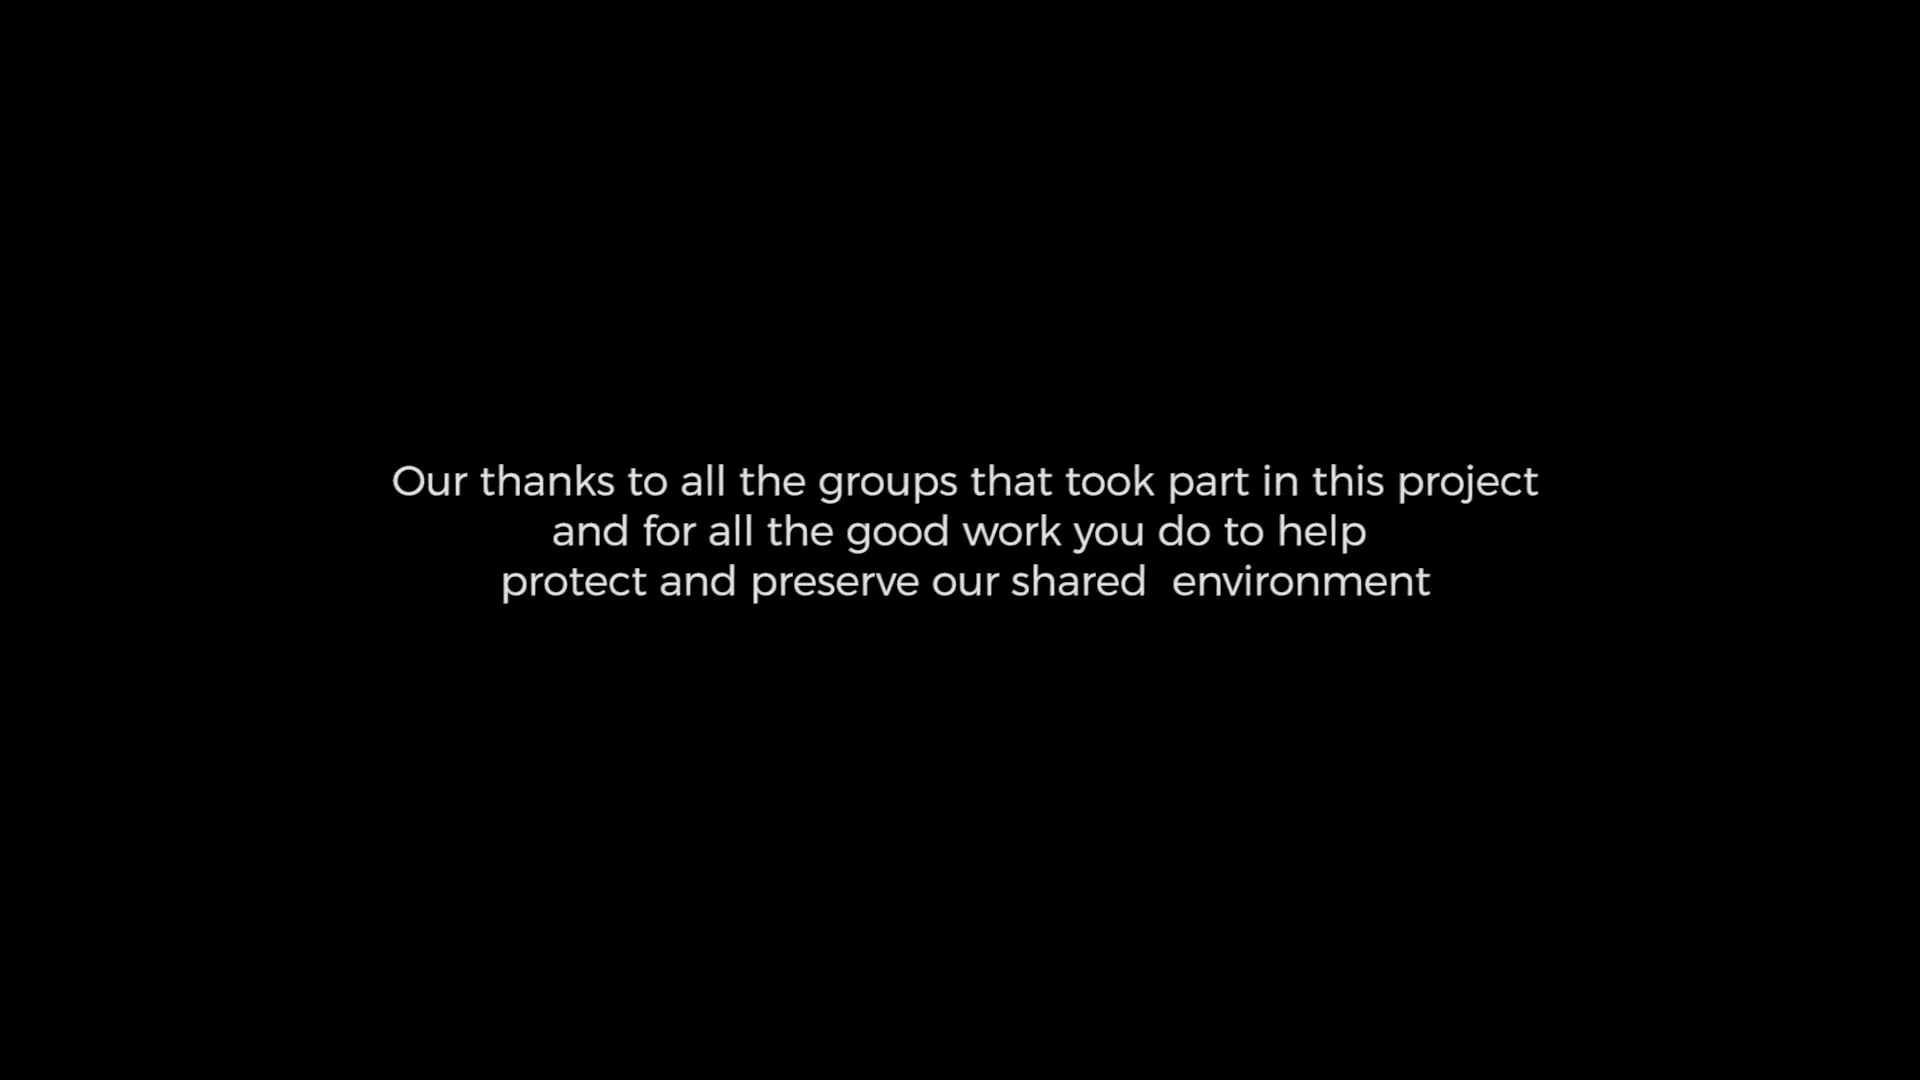 Our thanks to all the groups that took part in this project
and for all the good work you do to help
protect and preserve our shared  environment